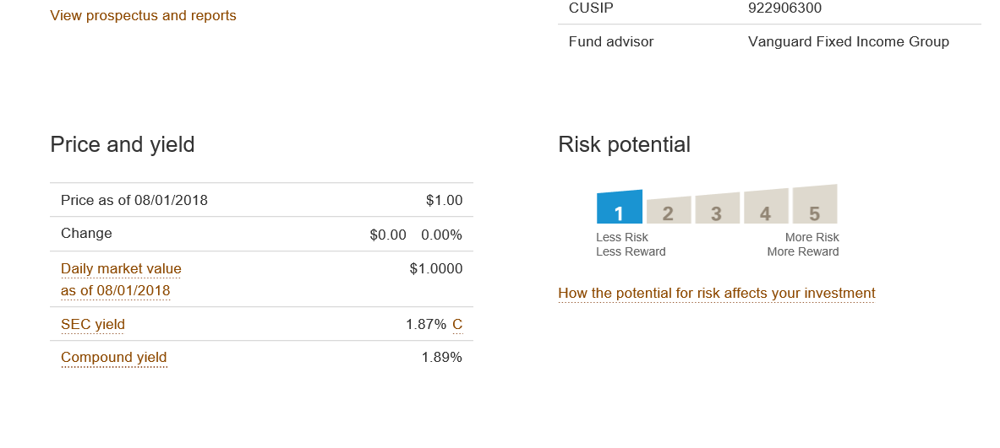 View prospectus and reports
CUSIP 922906300
Fund advisor Vanguard Fixed Income Group
Price and yield
Price as of 08/01/2018 $1.00
Change $0.00 0.00%
Daily market value $1.0000
as of 08/01/2018
SEC yield 1.87% C
Compound yield 1.89%
Risk potential
1 2 3 4 5
Less Risk More Risk
Less Reward More Reward
How the potential for risk affects your investment